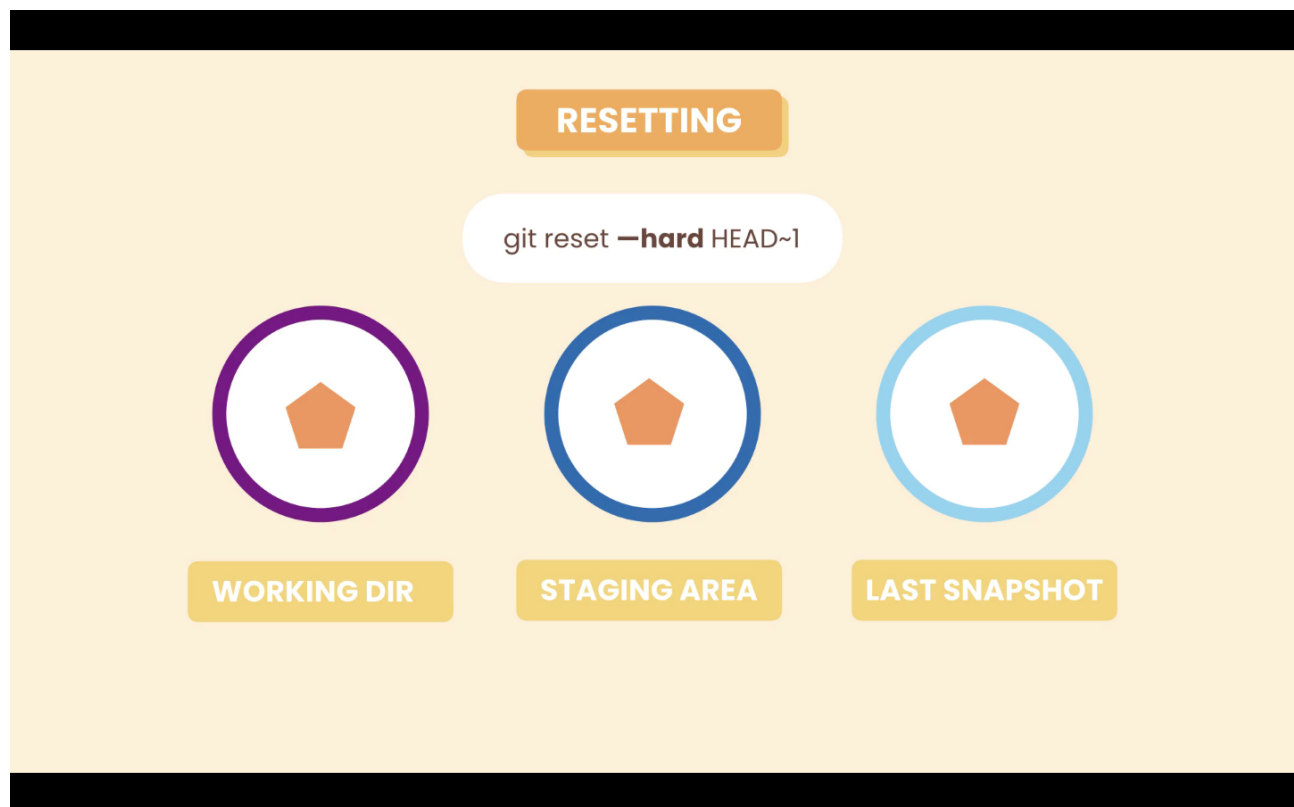 RESETTING
git reset —hard HEAD~1
WORKING DIR
STAGING AREA
LAST SNAPSHOT